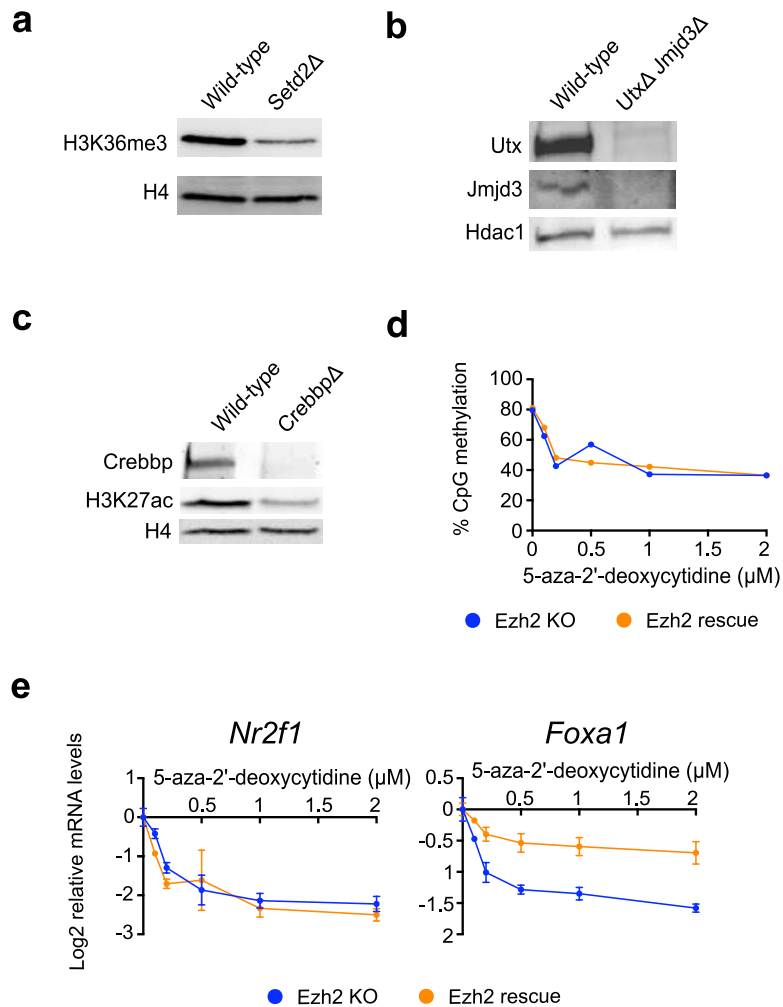 a
Wild-type
Setd2Δ
H3K36me3
H4
b
Wild-type
UtxΔ Jmjd3Δ
Utx
Jmjd3
Hdac1
c
Wild-type
CrebbpΔ
Crebbp
H3K27ac
H4
d
% CpG methylation
100
80
60
40
20
0
0
0.5
1
1.5
2
5-aza-2'-deoxycytidine (µM)
Ezh2 KO
Ezh2 rescue
e
Nr2f1
5-aza-2'-deoxycytidine (µM)
Log2 relative mRNA levels
1
0
-1
-2
-3
0.5
1
1.5
2
Foxa1
5-aza-2'-deoxycytidine (µM)
0.5
0
-0.5
-1
1.5
2
0.5
1
1.5
2
Ezh2 KO
Ezh2 rescue